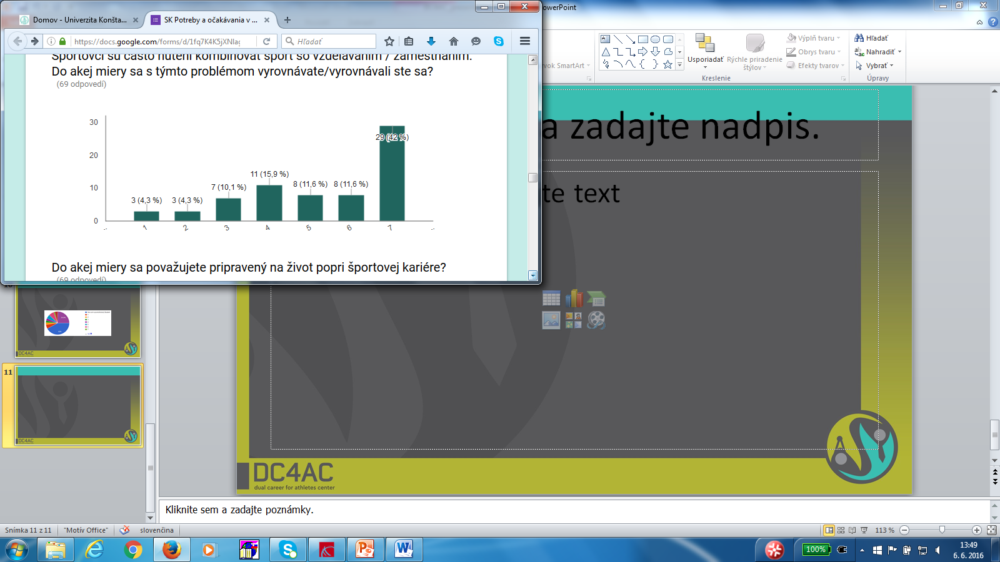 Domov - Univerzita Konšta...
SK Potreby a očakávania v ...
https://docs.google.com/forms/d/1fq7K4K5jXNlag
Hľadať
Športovci sú často nútení kombinovať šport so vzdelávaním / zamestnaním.
Do akej miery sa s týmto problémom vyrovnávate/vyrovnávali ste sa?
(69 odpovedí)
30
20
10
0
3 (4,3 %)
3 (4,3 %)
7 (10,1 %)
11 (15,9 %)
8 (11,6 %)
8 (11,6 %)
29 (42 %)
1
2
3
4
5
6
7
Do akej miery sa považujete pripravený na život popri športovej kariére?
(69 odpovedí)
owerPoint
rvok SmartArt
Usporiadať
Rýchle priradenie
štýlov
Výplň tvaru
Obrys tvaru
Efekty tvarov
Kreslenie
Hľadať
Nahradiť
Vybrať
Úpravy
a zadajte nadpis.
te text
DC4AC
dual career for athletes center
10
DC4AC
11
DC4AC
Kliknite sem a zadajte poznámky.
Snímka 11 z 11
"Motív Office"
slovenčina
113 %
100%
13:49
6. 6. 2016